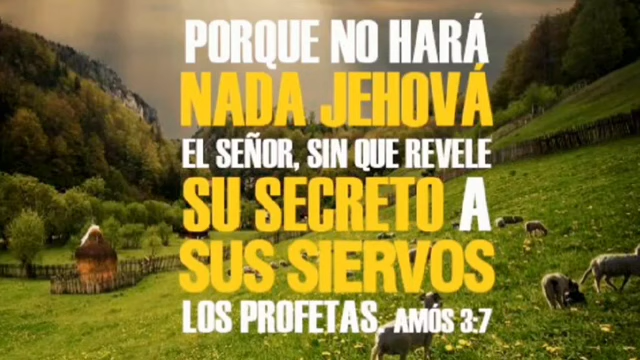 PORQUE NO HARÁ
NADA JEHOVÁ
EL SEÑOR, SIN QUE REVELE
SU SECRETO A
SUS SIERVOS
LOS PROFETAS. AMÓS 3:7